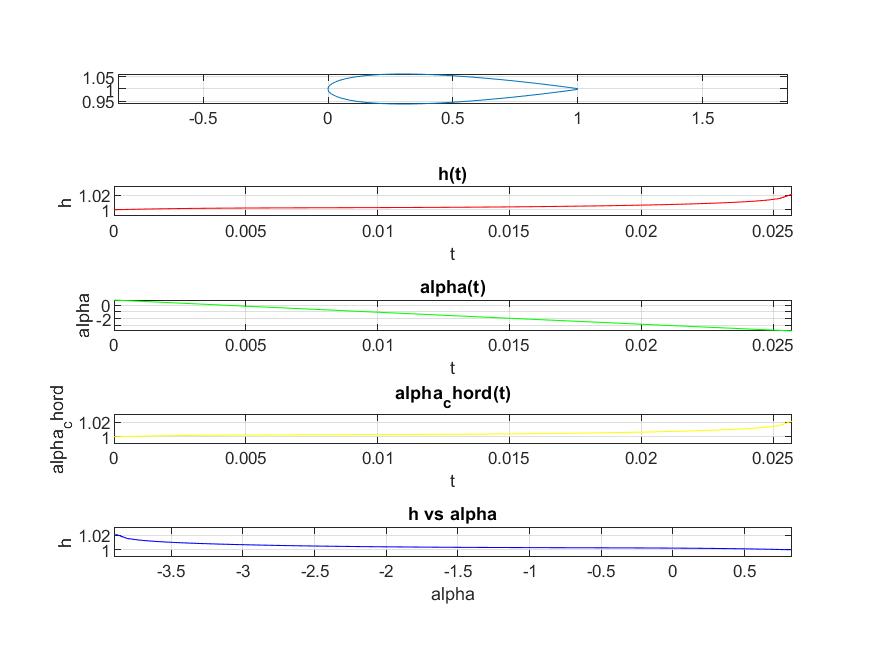 1.05
1
0.95
-0.5 0 0.5 1 1.5
h(t)
1.02
h
1
0 0.005 0.01 0.015 0.02 0.025
t
alpha(t)
0
alpha
-2
0 0.005 0.01 0.015 0.02 0.025
t
alpha_chord(t)
1.02
alpha_chord
1
0 0.005 0.01 0.015 0.02 0.025
t
h vs alpha
1.02
h
1
-3.5 -3 -2.5 -2 -1.5 -1 -0.5 0 0.5
alpha